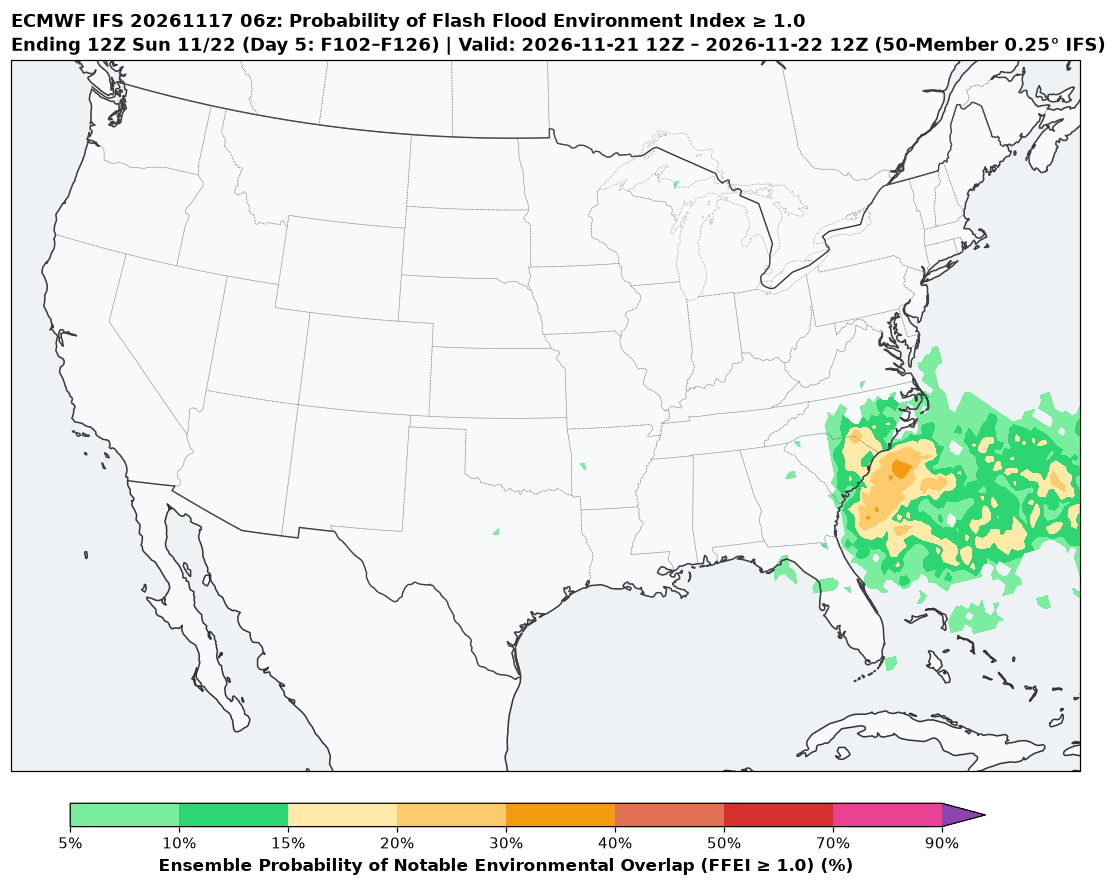 ECMWF IFS 20261117 06z: Probability of Flash Flood Environment Index ≥ 1.0
Ending 12Z Sun 11/22 (Day 5: F102–F126) | Valid: 2026-11-21 12Z – 2026-11-22 12Z (50-Member 0.25° IFS)
5% 10% 15% 20% 30% 40% 50% 70% 90%
Ensemble Probability of Notable Environmental Overlap (FFEI ≥ 1.0) (%)